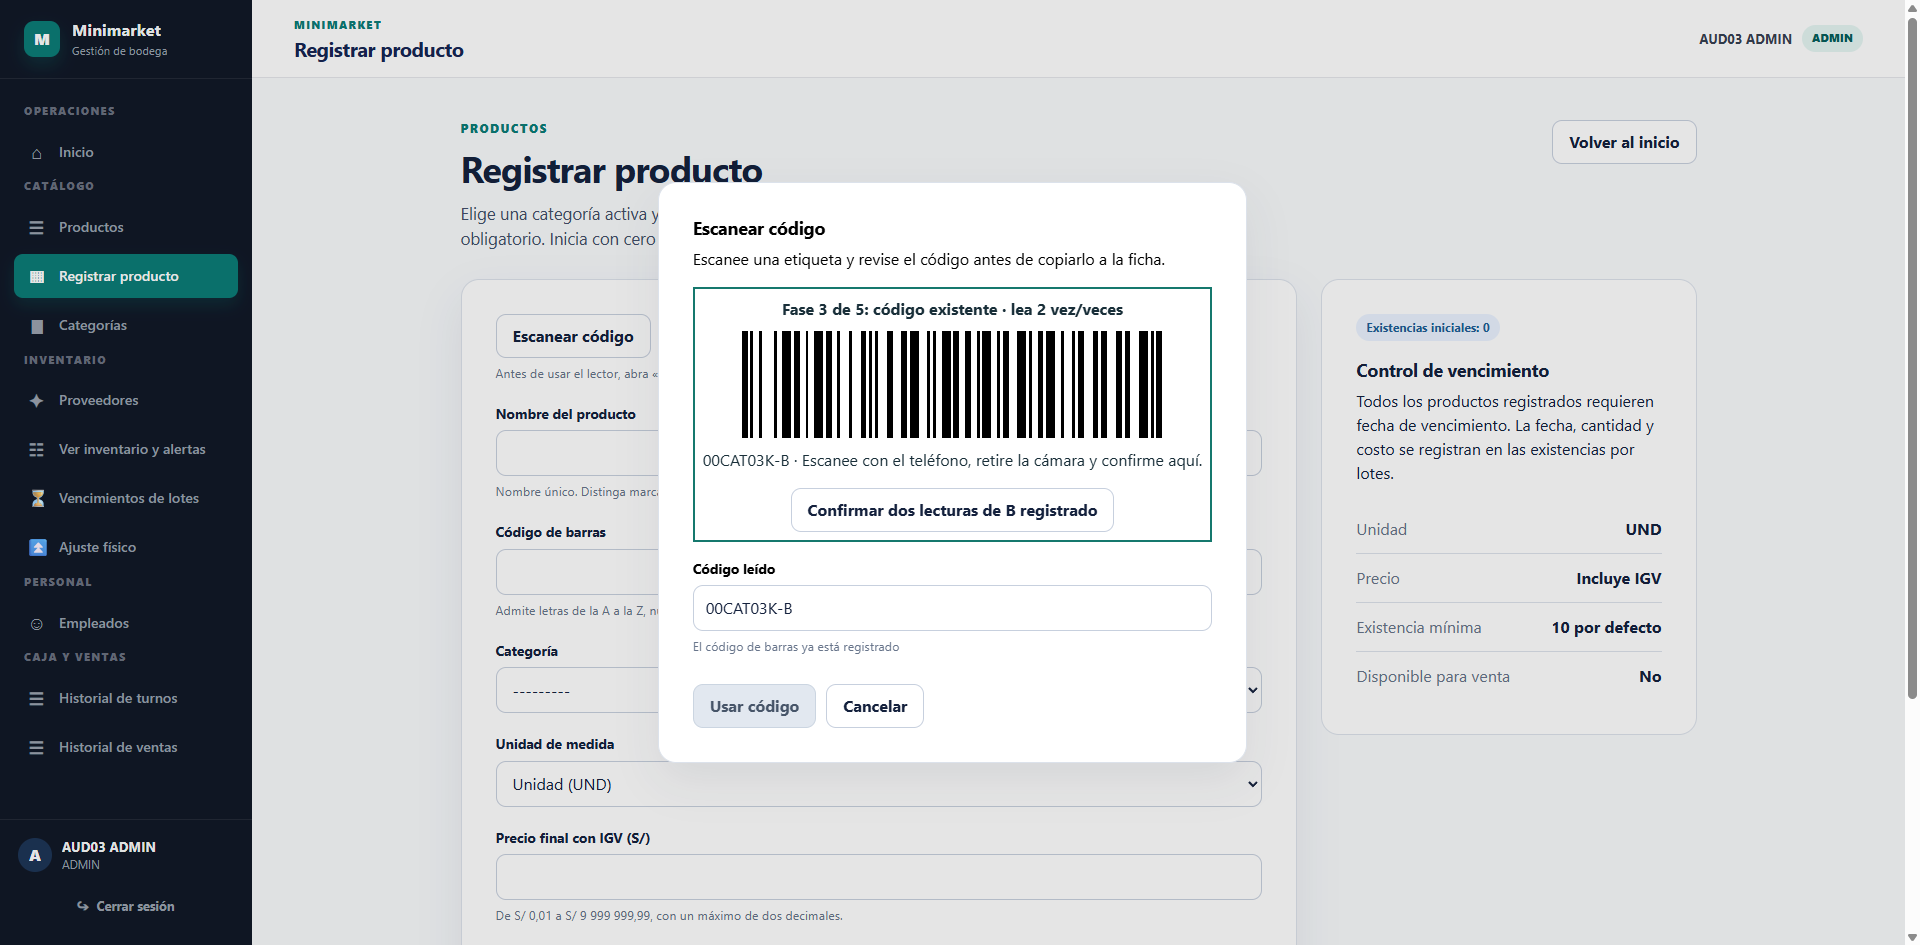 M
Minimarket
Gestión de bodega
OPERACIONES
Inicio
CATÁLOGO
Productos
Registrar producto
Categorías
INVENTARIO
Proveedores
Ver inventario y alertas
Vencimientos de lotes
Ajuste físico
PERSONAL
Empleados
CAJA Y VENTAS
Historial de turnos
Historial de ventas
A
AUD03 ADMIN
ADMIN
Cerrar sesión
MINIMARKET
Registrar producto
AUD03 ADMIN
ADMIN
PRODUCTOS
Registrar producto
Elige una categoría activa y
obligatorio. Inicia con cero
Volver al inicio
Escanear código
Antes de usar el lector, abra «
Nombre del producto
Nombre único. Distinga marca
Código de barras
Admite letras de la A a la Z,
Categoría
---------
Unidad de medida
Unidad (UND)
Precio final con IGV (S/)
De S/ 0,01 a S/ 9 999 999,99, con un máximo de dos decimales.
Escanear código
Escanee una etiqueta y revise el código antes de copiarlo a la ficha.
Fase 3 de 5: código existente · lea 2 vez/veces
00CAT03K-B · Escanee con el teléfono, retire la cámara y confirme aquí.
Confirmar dos lecturas de B registrado
Código leído
00CAT03K-B
El código de barras ya está registrado
Usar código
Cancelar
Existencias iniciales: 0
Control de vencimiento
Todos los productos registrados requieren
fecha de vencimiento. La fecha, cantidad y
costo se registran en las existencias por
lotes.
Unidad UND
Precio Incluye IGV
Existencia mínima 10 por defecto
Disponible para venta No